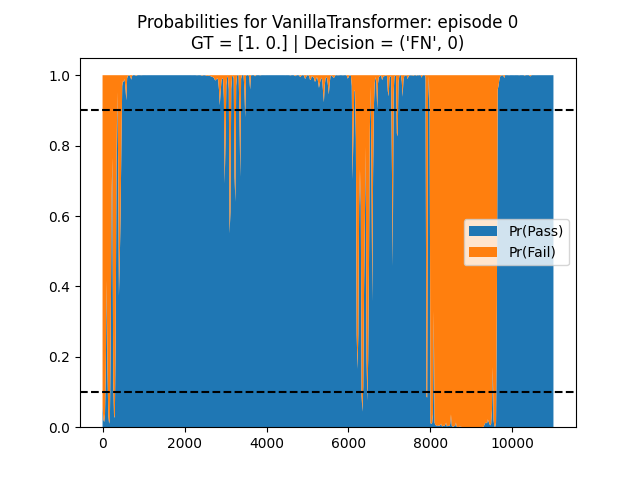 Probabilities for VanillaTransformer: episode 0
GT = [1. 0.] | Decision = ('FN', 0)
1.0
0.8
0.6
0.4
0.2
0.0
Pr(Pass)
Pr(Fail)
0 2000 4000 6000 8000 10000